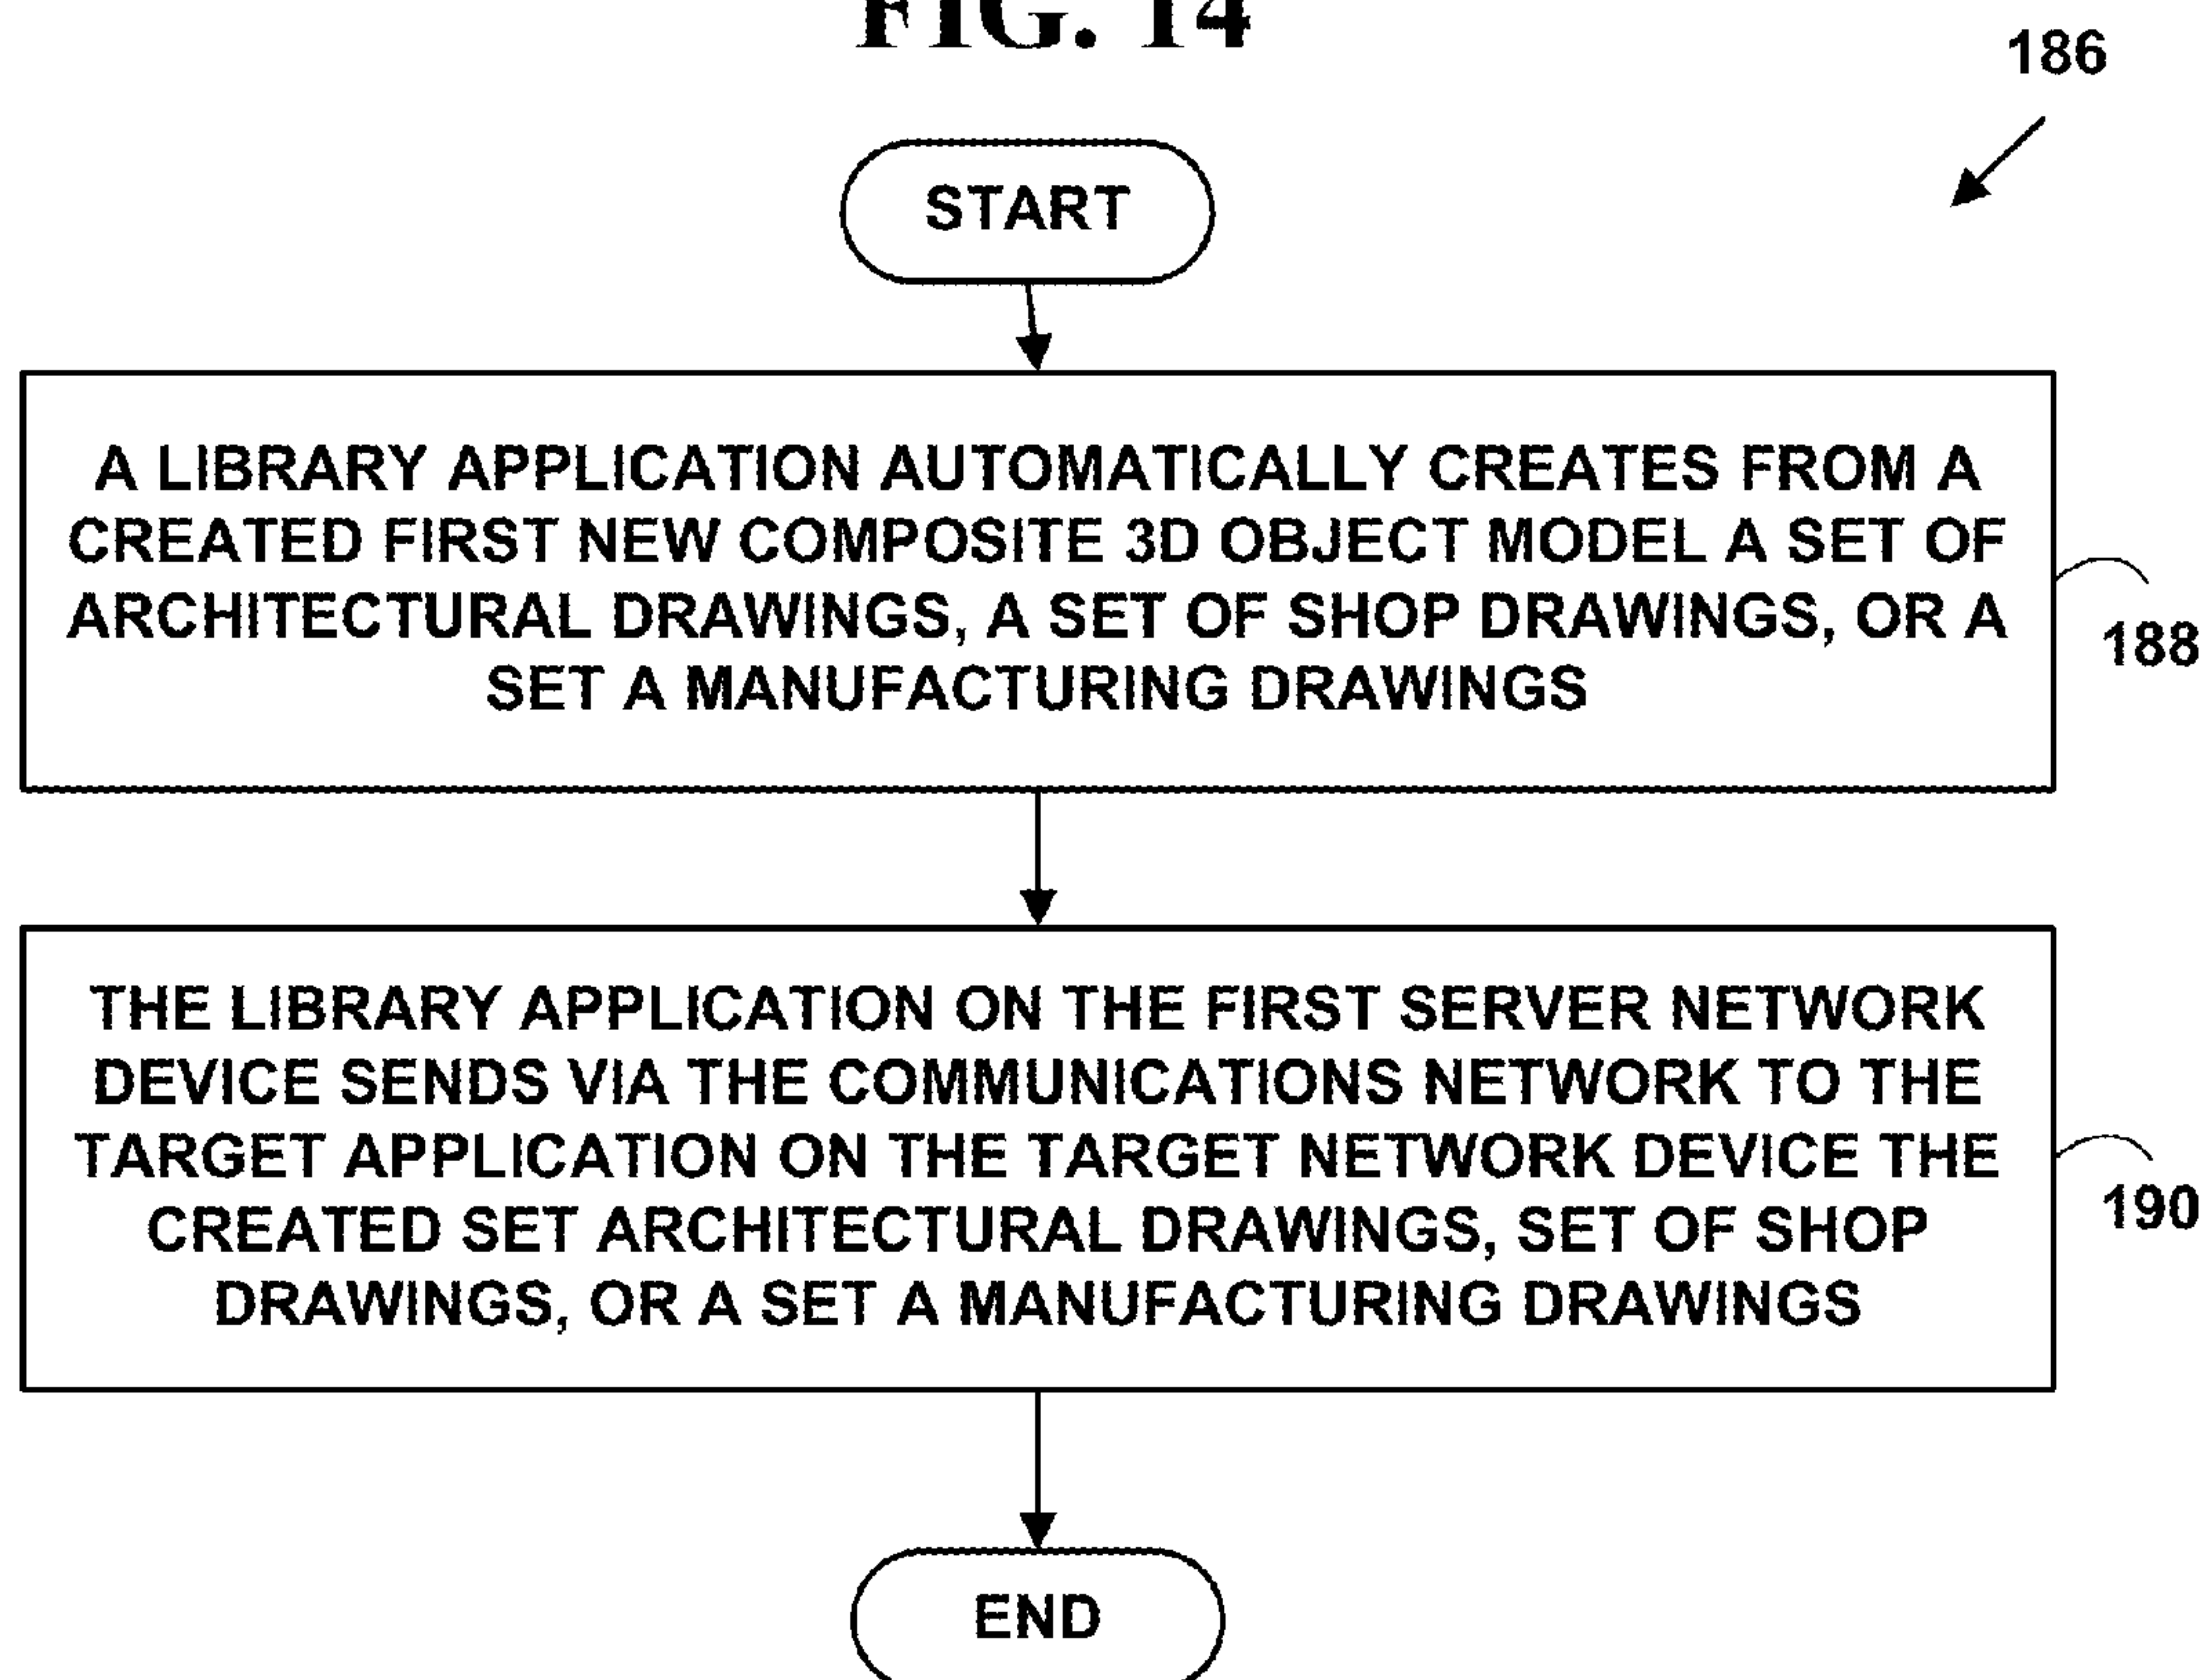 FIG. 14
186
START
A LIBRARY APPLICATION AUTOMATICALLY CREATES FROM A
CREATED FIRST NEW COMPOSITE 3D OBJECT MODEL A SET OF
ARCHITECTURAL DRAWINGS, A SET OF SHOP DRAWINGS, OR A
SET A MANUFACTURING DRAWINGS
188
THE LIBRARY APPLICATION ON THE FIRST SERVER NETWORK
DEVICE SENDS VIA THE COMMUNICATIONS NETWORK TO THE
TARGET APPLICATION ON THE TARGET NETWORK DEVICE THE
CREATED SET ARCHITECTURAL DRAWINGS, SET OF SHOP
DRAWINGS, OR A SET A MANUFACTURING DRAWINGS
190
END